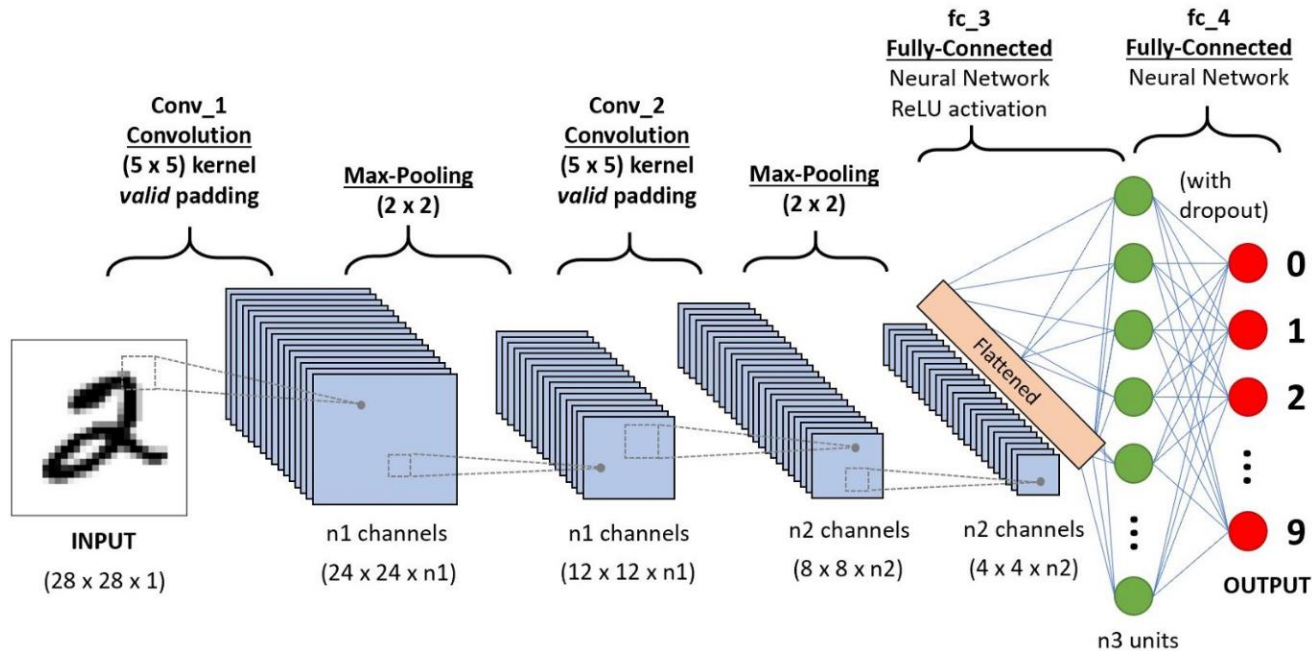 Conv_1
Convolution
(5 x 5) kernel
valid padding
Max-Pooling
(2 x 2)
Conv_2
Convolution
(5 x 5) kernel
valid padding
Max-Pooling
(2 x 2)
fc_3
Fully-Connected
Neural Network
ReLU activation
fc_4
Fully-Connected
Neural Network
(with
dropout)
Flattened
0
1
2
9
INPUT
(28 x 28 x 1)
n1 channels
(24 x 24 x n1)
n1 channels
(12 x 12 x n1)
n2 channels
(8 x 8 x n2)
n2 channels
(4 x 4 x n2)
n3 units
OUTPUT
2